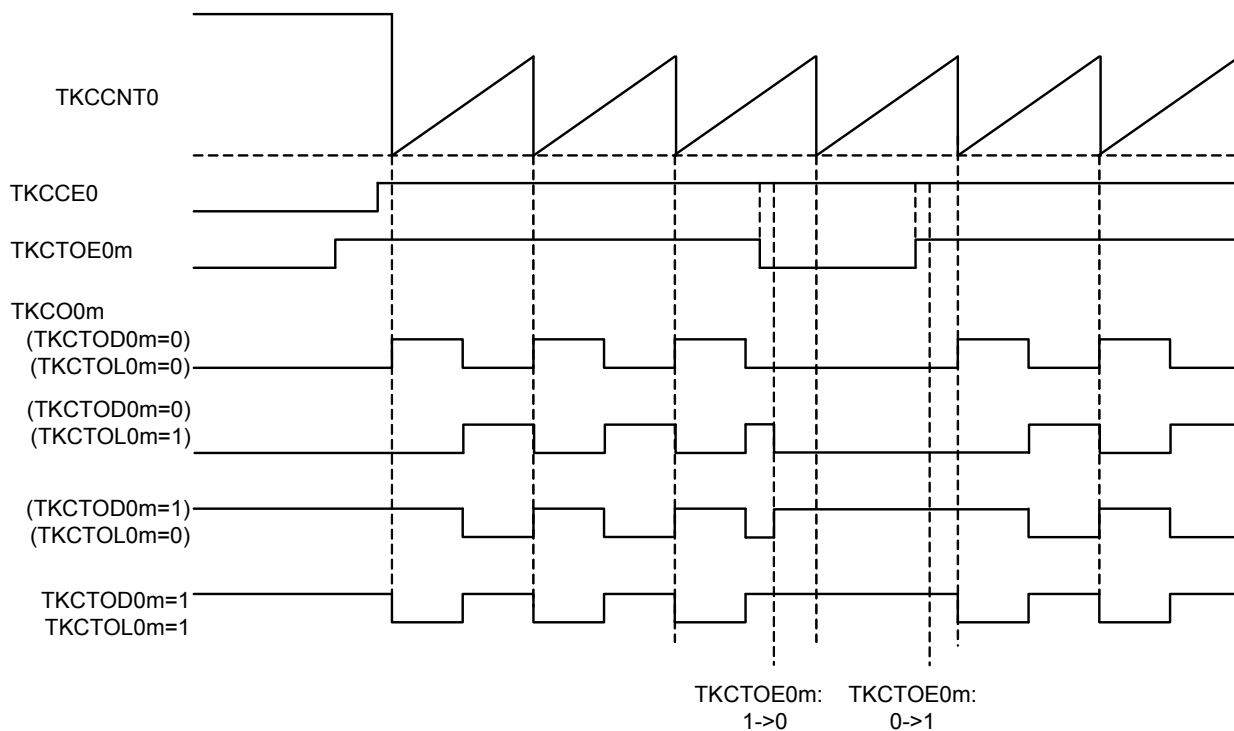 TKCCNT0
TKCCE0
TKCTOE0m
TKCO0m
(TKCTOD0m=0)
(TKCTOL0m=0)
(TKCTOD0m=0)
(TKCTOL0m=1)
(TKCTOD0m=1)
(TKCTOL0m=0)
TKCTOD0m=1
TKCTOL0m=1
TKCTOE0m:
1->0
TKCTOE0m:
0->1